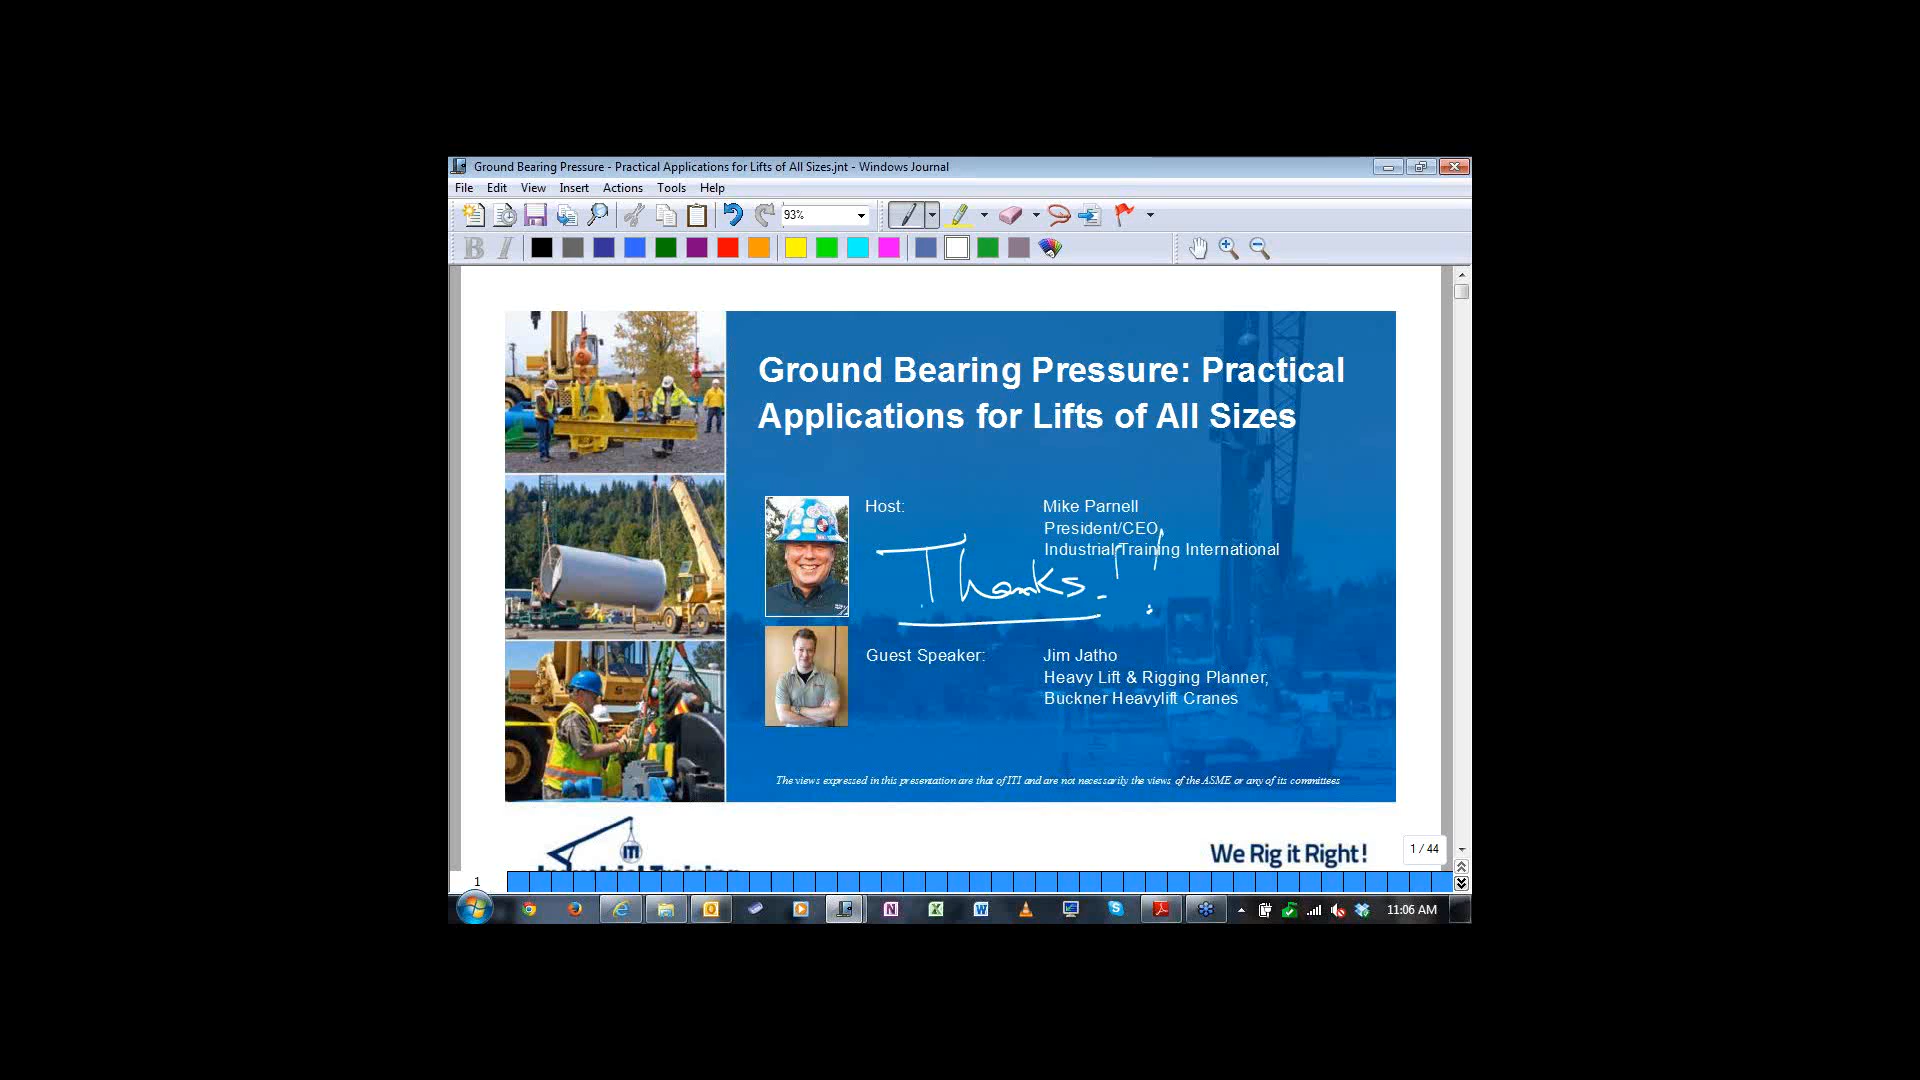 Ground Bearing Pressure - Practical Applications for Lifts of All Sizes.jnt - Windows Journal
File Edit View Insert Actions Tools Help
93%
B I
Ground Bearing Pressure: Practical
Applications for Lifts of All Sizes
Host: Mike Parnell
President/CEO
Industrial Training International
Thanks!!
Guest Speaker: Jim Jatho
Heavy Lift & Rigging Planner,
Buckner Heavylift Cranes
The views expressed in this presentation are that of ITI and are not necessarily the views of the ASME or any of its committees
ITI
Industrial Training
We Rig it Right!
1 / 44
1
11:06 AM